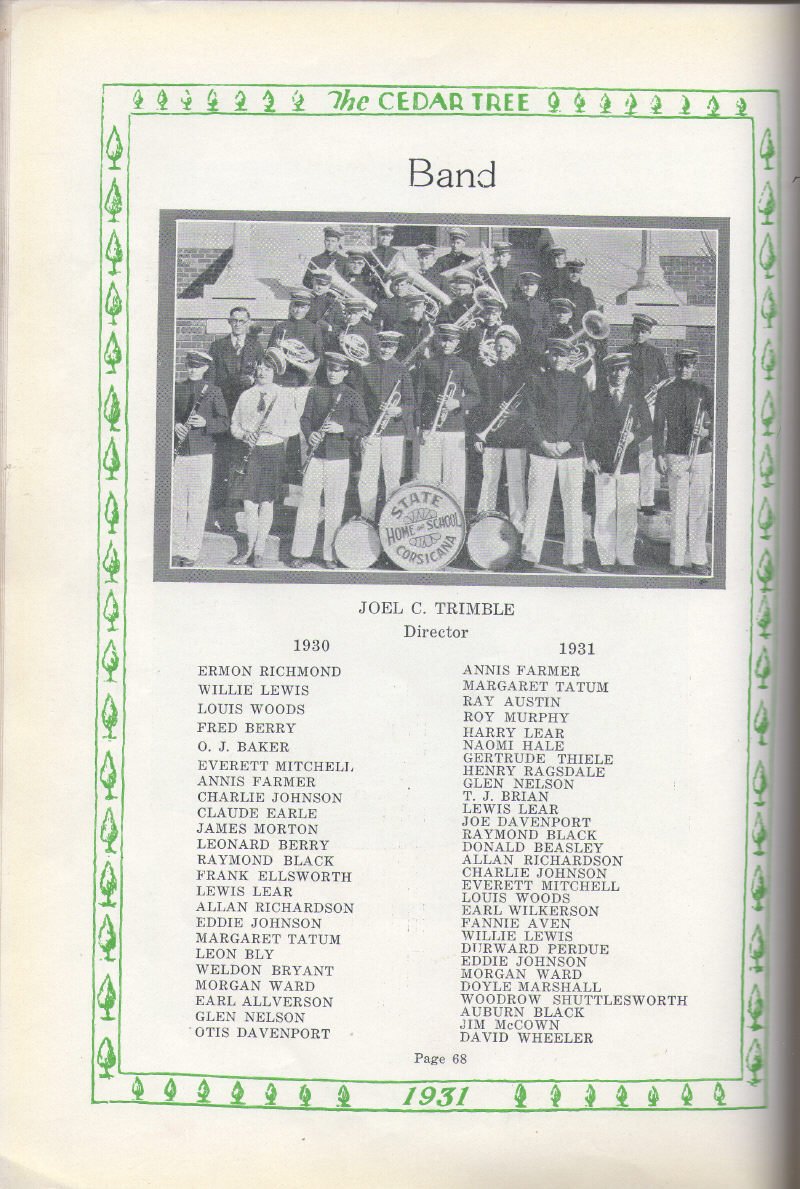 The CEDAR TREE
Band
STATE
HOME and SCHOOL
CORSICANA
JOEL C. TRIMBLE
Director
1930
ERMON RICHMOND
WILLIE LEWIS
LOUIS WOODS
FRED BERRY
O. J. BAKER
EVERETT MITCHELL
ANNIS FARMER
CHARLIE JOHNSON
CLAUDE EARLE
JAMES MORTON
LEONARD BERRY
RAYMOND BLACK
FRANK ELLSWORTH
LEWIS LEAR
ALLAN RICHARDSON
EDDIE JOHNSON
MARGARET TATUM
LEON BLY
WELDON BRYANT
MORGAN WARD
EARL ALLVERSON
GLEN NELSON
OTIS DAVENPORT
1931
ANNIS FARMER
MARGARET TATUM
RAY AUSTIN
ROY MURPHY
HARRY LEAR
NAOMI HALE
GERTRUDE THIELE
HENRY RAGSDALE
GLEN NELSON
T. J. BRIAN
LEWIS LEAR
JOE DAVENPORT
RAYMOND BLACK
DONALD BEASLEY
ALLAN RICHARDSON
CHARLIE JOHNSON
EVERETT MITCHELL
LOUIS WOODS
EARL WILKERSON
FANNIE AVEN
WILLIE LEWIS
DURWARD PERDUE
EDDIE JOHNSON
MORGAN WARD
DOYLE MARSHALL
WOODROW SHUTTLESWORTH
AUBURN BLACK
JIM McCOWN
DAVID WHEELER
Page 68
1931